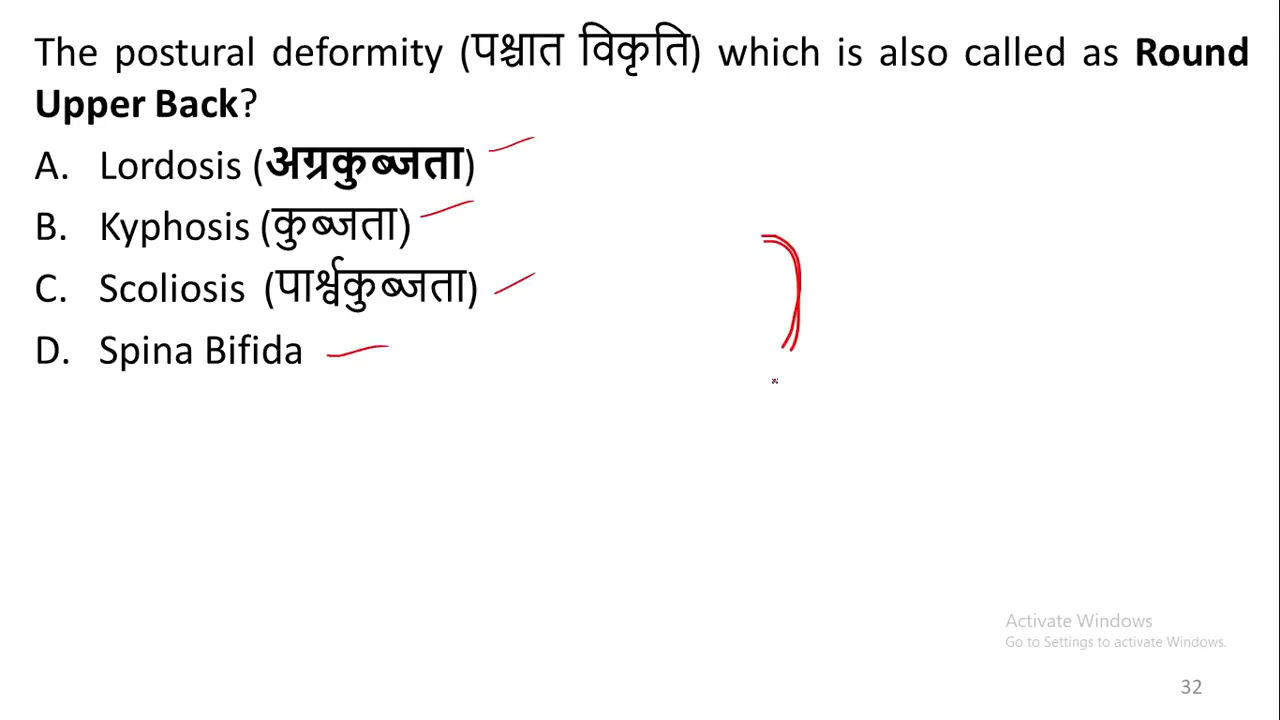 The postural deformity (पश्चात विकृति) which is also called as Round
Upper Back?
A. Lordosis (अग्रकुब्जता)
B. Kyphosis (कुब्जता)
C. Scoliosis (पार्श्वकुब्जता)
D. Spina Bifida
Activate Windows
Go to Settings to activate Windows.
32